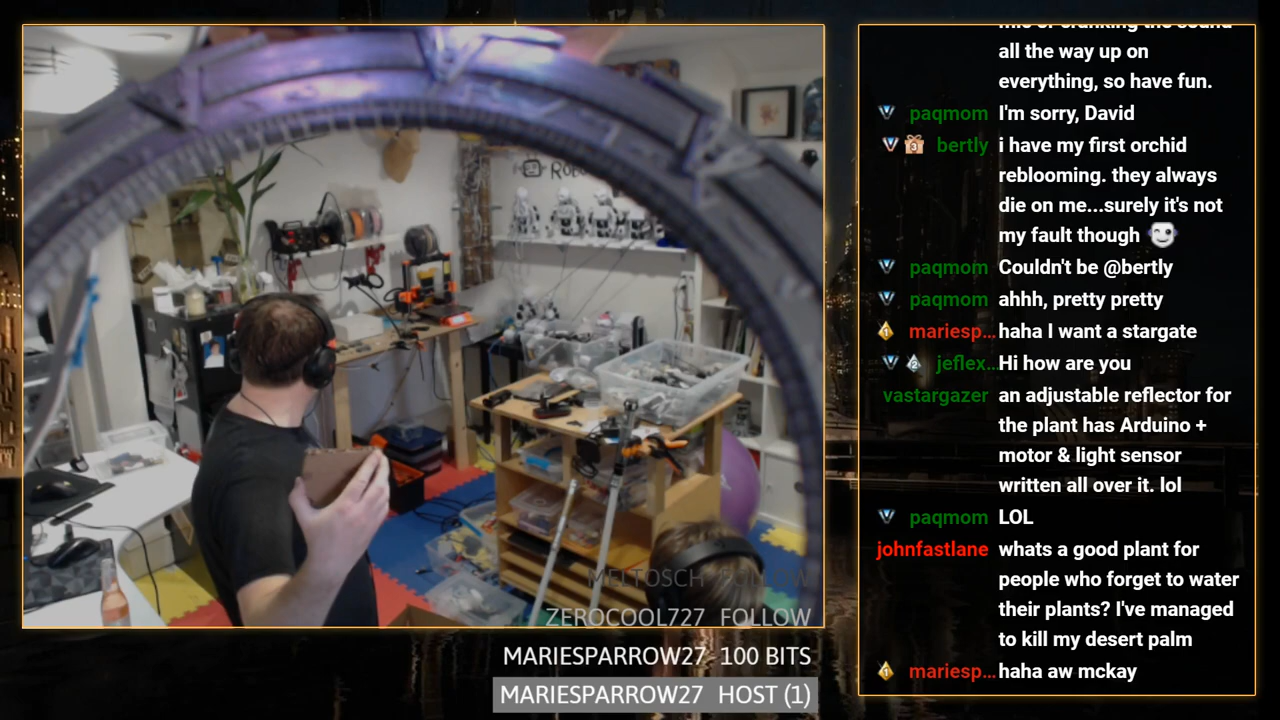 all the way up on
everything, so have fun.
paqmom I'm sorry, David
bertly i have my first orchid
reblooming. they always
die on me...surely it's not
my fault though
paqmom Couldn't be @bertly
paqmom ahhh, pretty pretty
mariesp... haha I want a stargate
jeflex... Hi how are you
vastargazer an adjustable reflector for
the plant has Arduino +
motor & light sensor
written all over it. lol
paqmom LOL
johnfastlane whats a good plant for
people who forget to water
their plants? I've managed
to kill my desert palm
mariesp... haha aw mckay
MELTOSCH FOLLOW
ZEROCOOL727 FOLLOW
MARIESPARROW27 100 BITS
MARIESPARROW27 HOST (1)